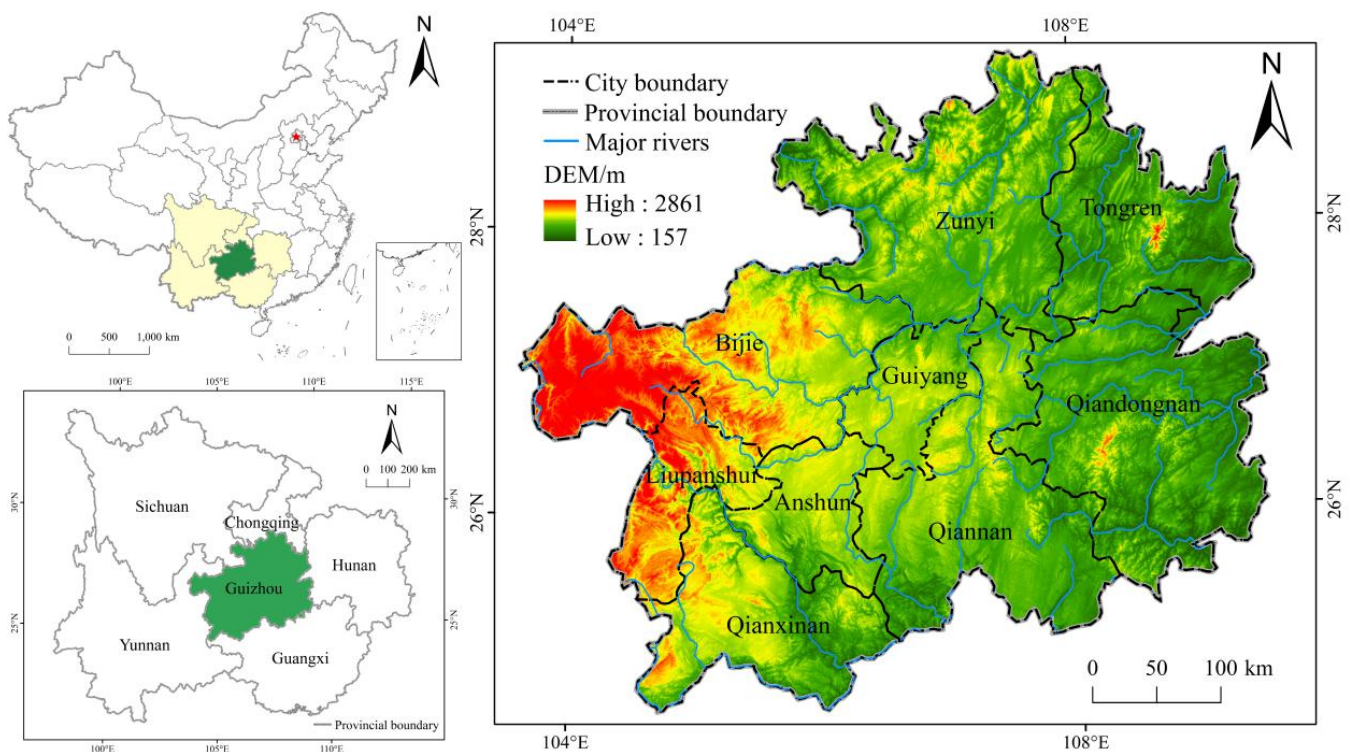 N
0 500 1,000 km
100°E 105°E 110°E 115°E
N
0 100 200 km
30°N
30°N
Sichuan
Chongqing
Hunan
Guizhou
25°N
25°N
Yunnan
Guangxi
Provincial boundary
100°E 105°E 110°E
104°E 108°E
N
City boundary
Provincial boundary
Major rivers
DEM/m
High : 2861
Low : 157
28°N
28°N
Zunyi
Tongren
Bijie
Guiyang
Qiandongnan
Liupanshui
Anshun
Qiannan
26°N
26°N
Qianxinan
0 50 100 km
104°E 108°E